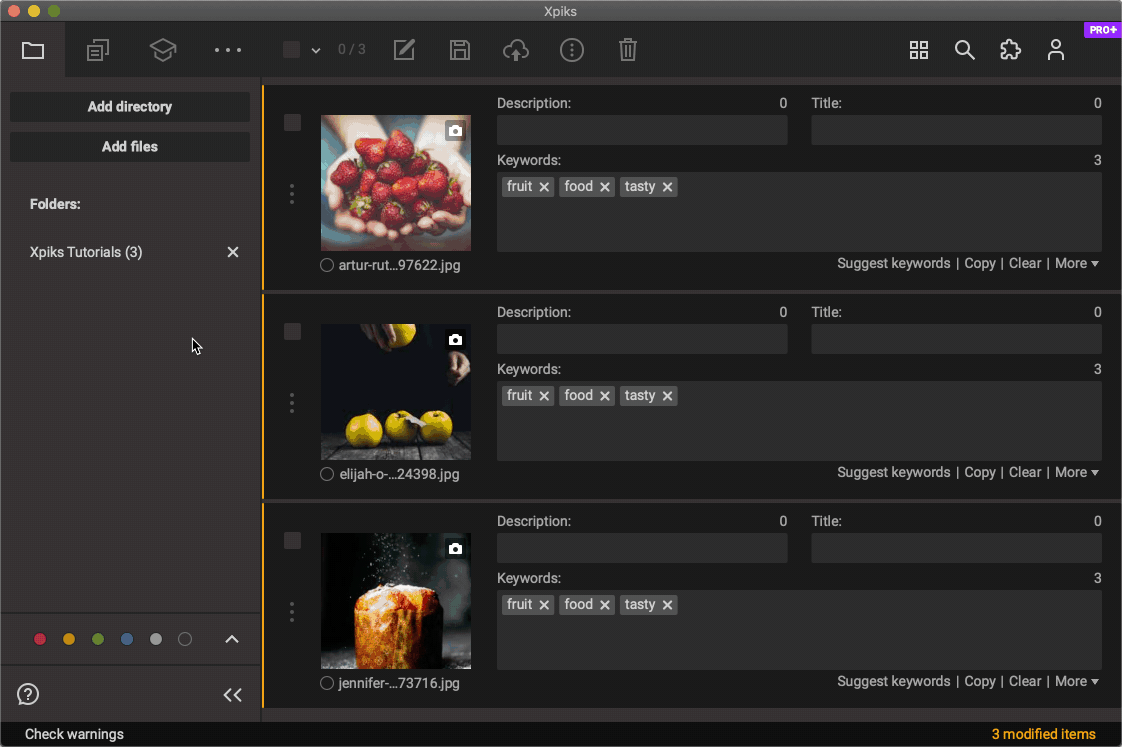 Xpiks
PRO+
0 / 3
Add directory
Add files
Folders:
Xpiks Tutorials (3)
Description: 0 Title: 0
Keywords: 3
fruit food tasty
artur-rut...97622.jpg
Suggest keywords | Copy | Clear | More
Description: 0 Title: 0
Keywords: 3
fruit food tasty
elijah-o-...24398.jpg
Suggest keywords | Copy | Clear | More
Description: 0 Title: 0
Keywords: 3
fruit food tasty
jennifer-...73716.jpg
Suggest keywords | Copy | Clear | More
Check warnings
3 modified items